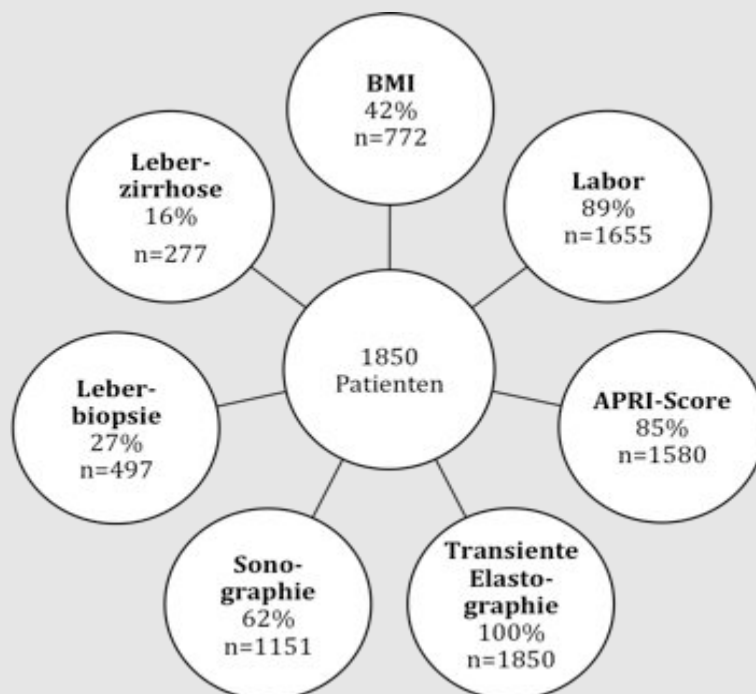 BMI
42%
n=772
Labor
89%
n=1655
APRI-Score
85%
n=1580
Transiente
Elasto-
graphie
100%
n=1850
Sono-
graphie
62%
n=1151
Leber-
biopsie
27%
n=497
Leber-
zirrhose
16%
n=277
1850
Patienten